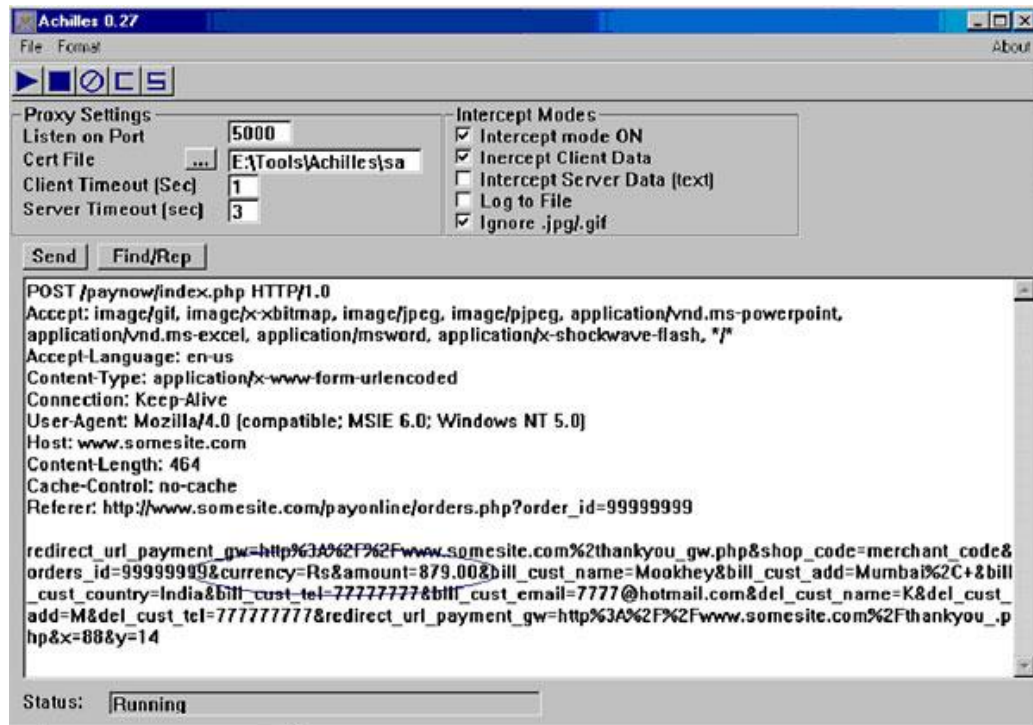 Achilles 0.27
File Format About
Proxy Settings
Listen on Port 5000
Cert File ... E:\Tools\Achilles\sa
Client Timeout (Sec) 1
Server Timeout (sec) 3
Intercept Modes
Intercept mode ON
Inercept Client Data
Intercept Server Data (text)
Log to File
Ignore .jpg/.gif
Send Find/Rep
POST /paynow/index.php HTTP/1.0
Accept: image/gif, image/x-xbitmap, image/jpeg, image/pjpeg, application/vnd.ms-powerpoint,
application/vnd.ms-excel, application/msword, application/x-shockwave-flash, */*
Accept-Language: en-us
Content-Type: application/x-www-form-urlencoded
Connection: Keep-Alive
User-Agent: Mozilla/4.0 (compatible; MSIE 6.0; Windows NT 5.0)
Host: www.somesite.com
Content-Length: 464
Cache-Control: no-cache
Referer: http://www.somesite.com/payonline/orders.php?order_id=99999999
redirect_url_payment_gw=http%3A%2F%2Fwww.somesite.com%2thankyou_gw.php&shop_code=merchant_code&
orders_id=99999999&currency=Rs&amount=879.00&bill_cust_name=Mookhey&bill_cust_add=Mumbai%2C+&bill
_cust_country=India&bill_cust_tel=77777777&bill_cust_email=7777@hotmail.com&del_cust_name=K&del_cust_
add=M&del_cust_tel=777777777&redirect_url_payment_gw=http%3A%2F%2Fwww.somesite.com%2Fthankyou_.p
hp&x=88&y=14
Status: Running